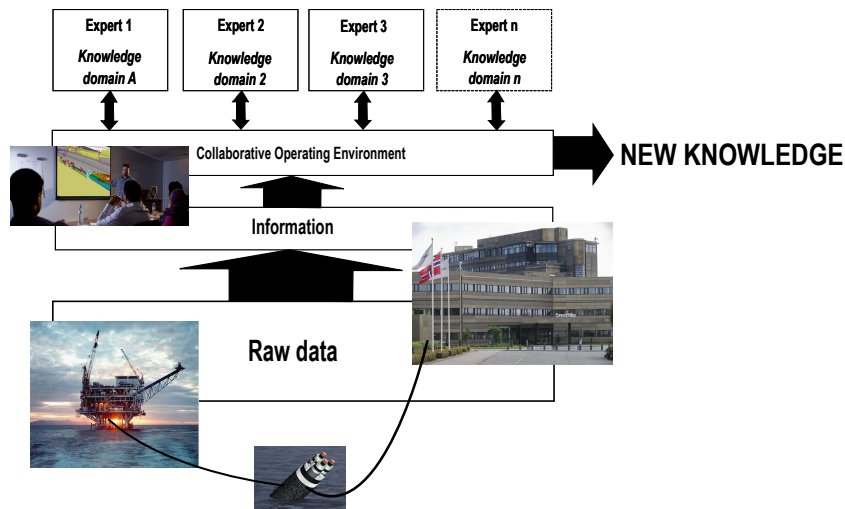 Expert 1
Knowledge
domain A
Expert 2
Knowledge
domain 2
Expert 3
Knowledge
domain 3
Expert n
Knowledge
domain n
Collaborative Operating Environment
NEW KNOWLEDGE
Information
Raw data